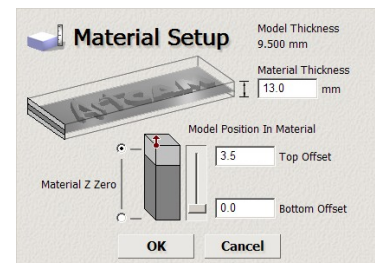 Material Setup
Model Thickness
9.500 mm
Material Thickness
13.0 mm
ArtCAM
Model Position In Material
3.5 Top Offset
Material Z Zero
0.0 Bottom Offset
OK Cancel